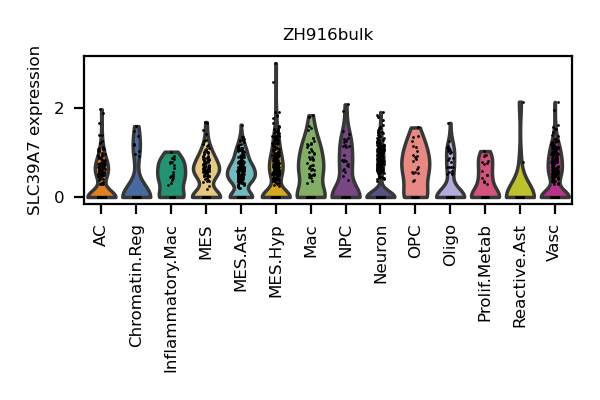 ZH916bulk
SLC39A7 expression
2
0
AC
Chromatin.Reg
Inflammatory.Mac
MES
MES.Ast
MES.Hyp
Mac
NPC
Neuron
OPC
Oligo
Prolif.Metab
Reactive.Ast
Vasc